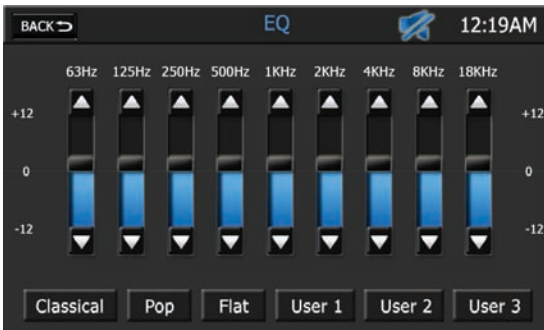 BACK EQ 12:19AM
63Hz 125Hz 250Hz 500Hz 1KHz 2KHz 4KHz 8KHz 18KHz
+12 +12
0 0
-12 -12
Classical Pop Flat User 1 User 2 User 3